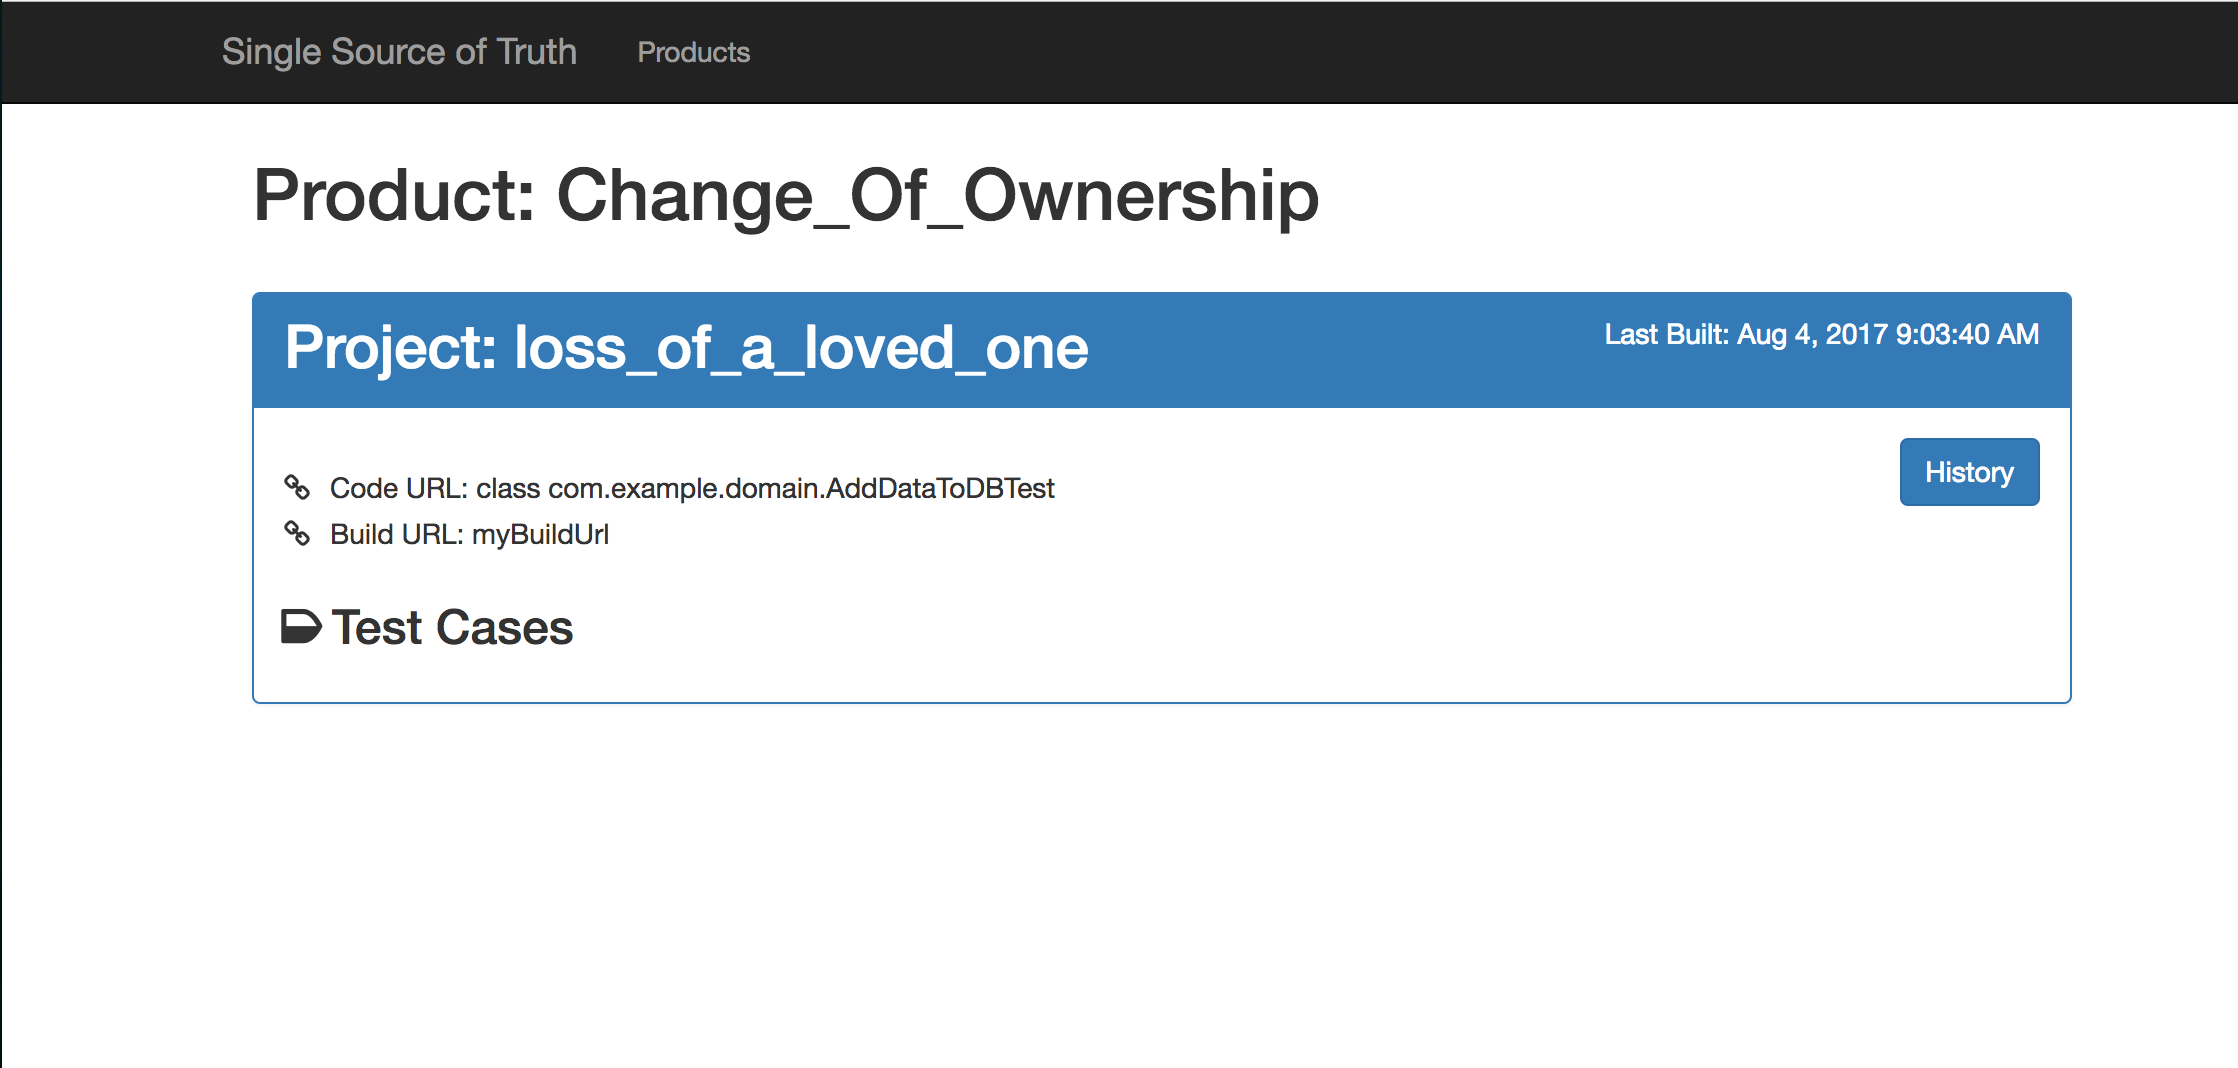 Single Source of Truth Products
Product: Change_Of_Ownership
Project: loss_of_a_loved_one Last Built: Aug 4, 2017 9:03:40 AM
History
Code URL: class com.example.domain.AddDataToDBTest
Build URL: myBuildUrl
Test Cases